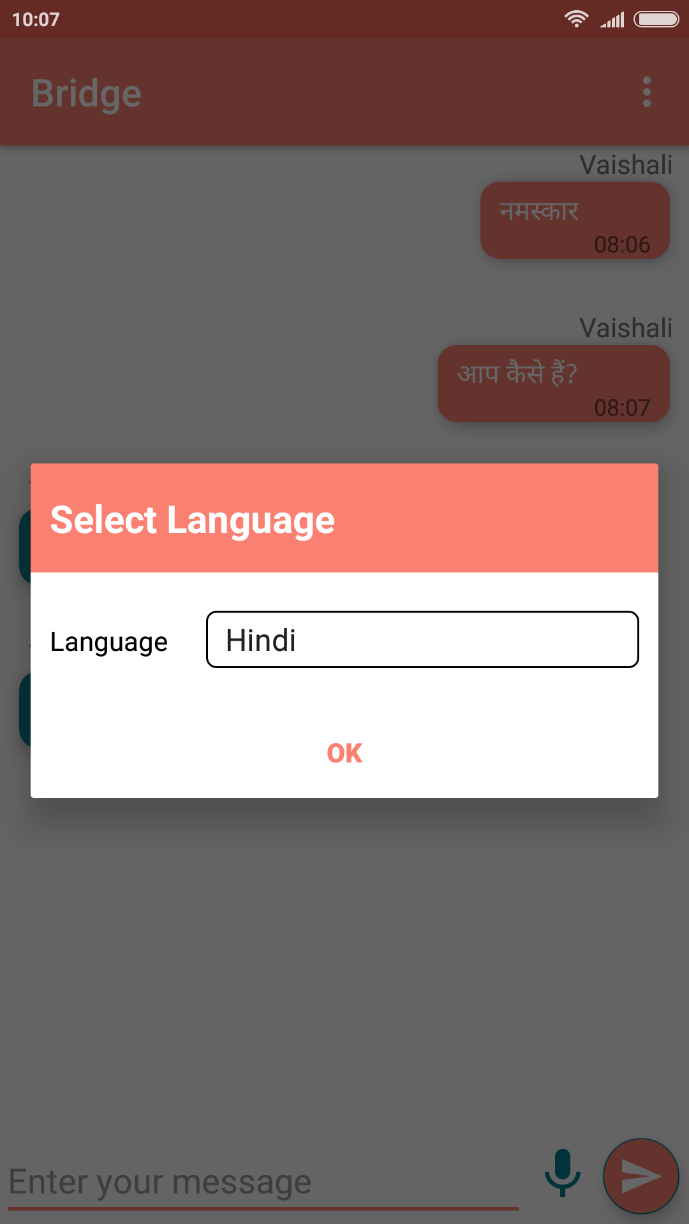 10:07
Bridge
Vaishali
नमस्कार
08:06
Vaishali
आप कैसे हैं?
08:07
Select Language
Language
Hindi
OK
Enter your message